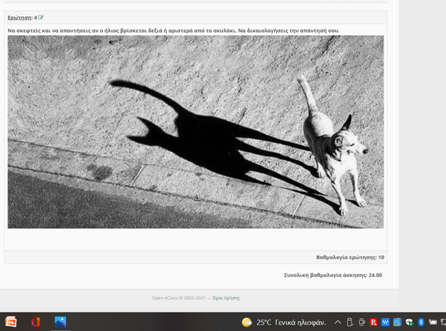 Ερώτηση: 4
Να σκεφτείς και να απαντήσεις αν ο ήλιος βρίσκεται δεξιά ή αριστερά από το σκυλάκι. Να δικαιολογήσεις την απάντησή σου.
Βαθμολογία ερώτησης: 10
Συνολική βαθμολογία άσκησης: 24.00
Open eClass © 2003-2021 — Όροι Χρήσης
25°C Γενικά ηλιοφάν.